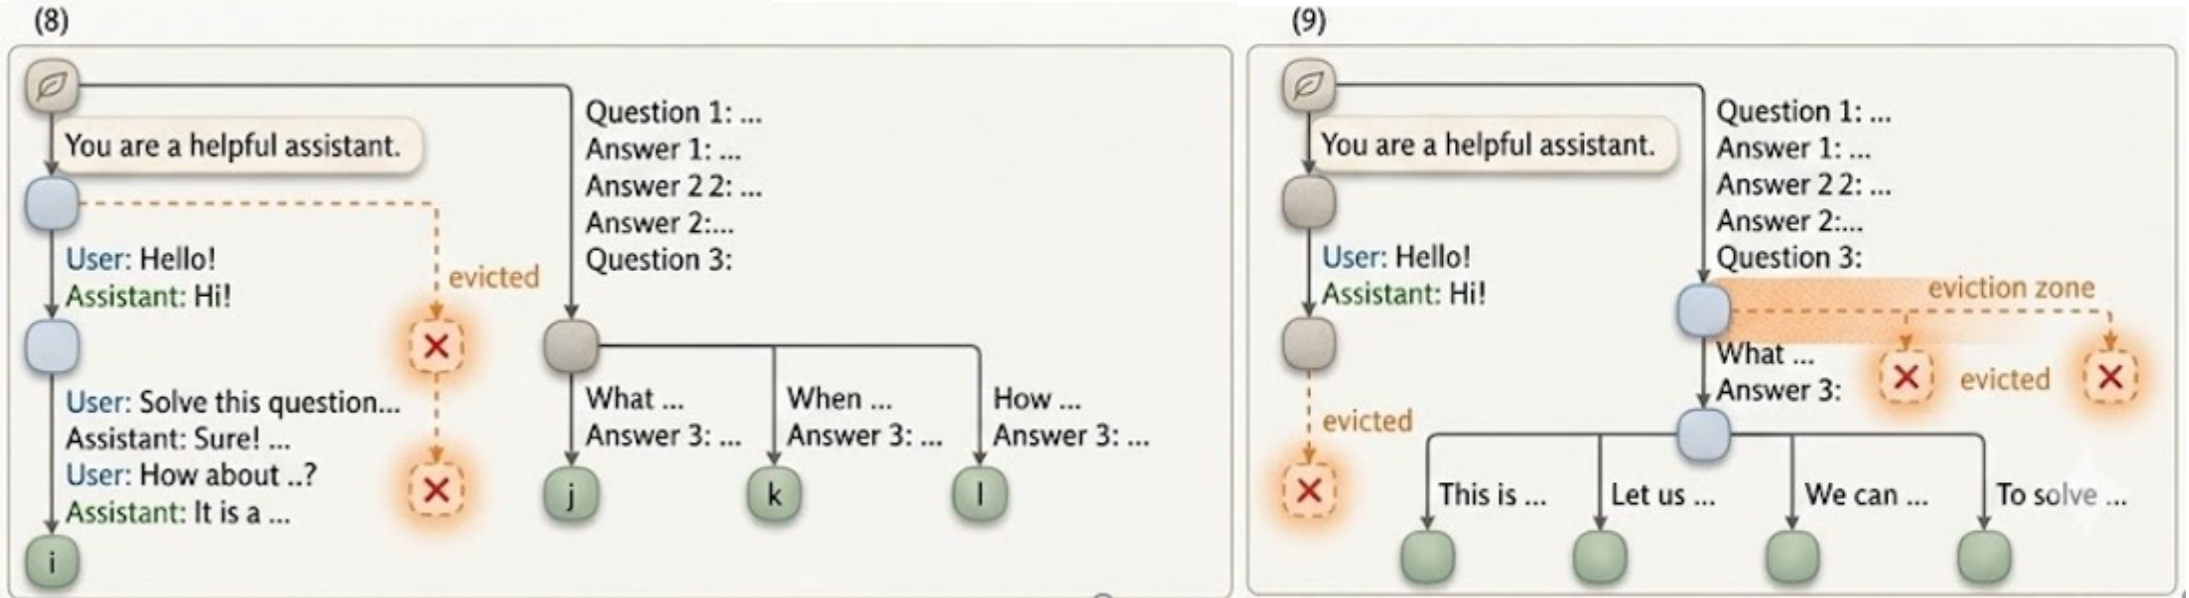 (8)
You are a helpful assistant.
User: Hello!
Assistant: Hi!
evicted
User: Solve this question...
Assistant: Sure! ...
User: How about ..?
Assistant: It is a ...
i
Question 1: ...
Answer 1: ...
Answer 2 2: ...
Answer 2:...
Question 3:
What ...
Answer 3: ...
When ...
Answer 3: ...
How ...
Answer 3: ...
j
k
l
(9)
You are a helpful assistant.
User: Hello!
Assistant: Hi!
evicted
Question 1: ...
Answer 1: ...
Answer 2 2: ...
Answer 2:...
Question 3:
eviction zone
What ...
Answer 3:
evicted
This is ...
Let us ...
We can ...
To solve ...